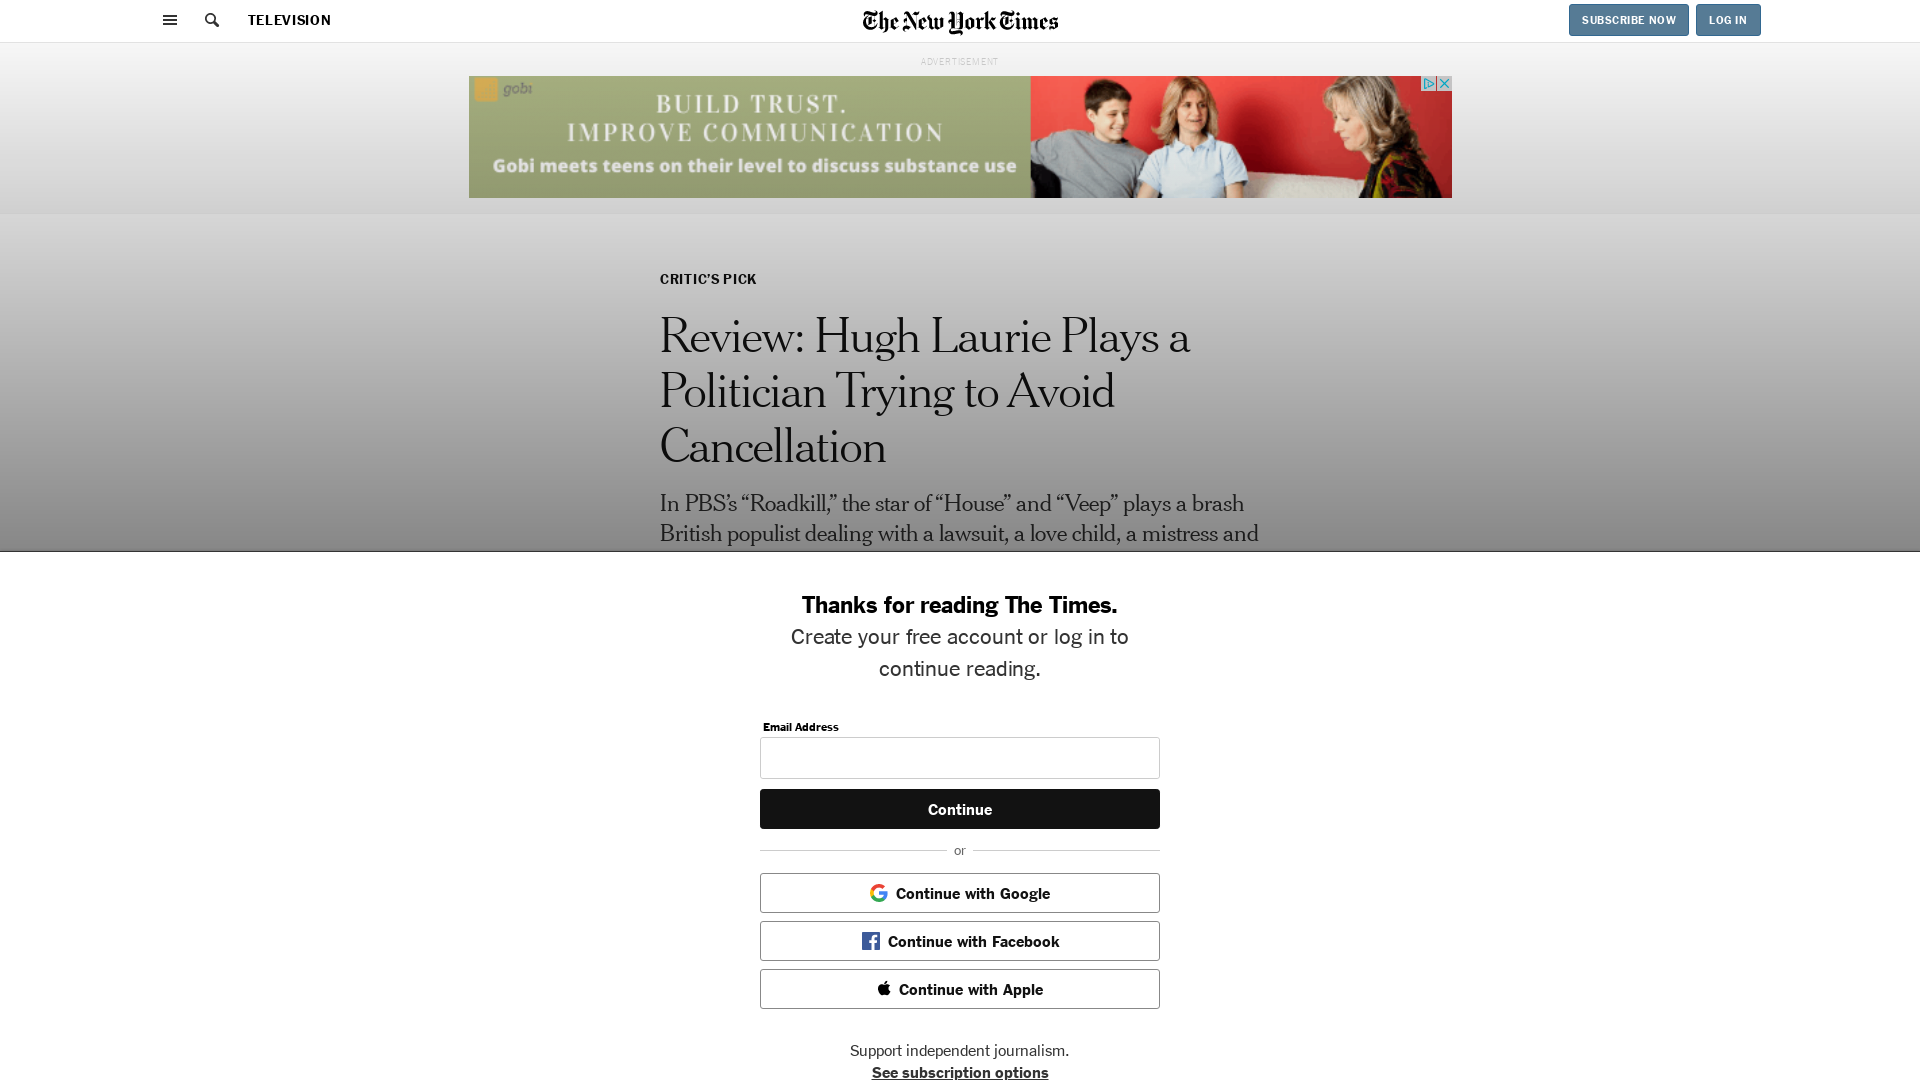 TELEVISION
The New York Times
SUBSCRIBE NOW
LOG IN
ADVERTISEMENT
gobi
BUILD TRUST.
IMPROVE COMMUNICATION
Gobi meets teens on their level to discuss substance use
CRITIC’S PICK
Review: Hugh Laurie Plays a
Politician Trying to Avoid
Cancellation
In PBS’s “Roadkill,” the star of “House” and “Veep” plays a brash
British populist dealing with a lawsuit, a love child, a mistress and
Thanks for reading The Times.
Create your free account or log in to
continue reading.
Email Address
Continue
or
Continue with Google
Continue with Facebook
Continue with Apple
Support independent journalism.
See subscription options